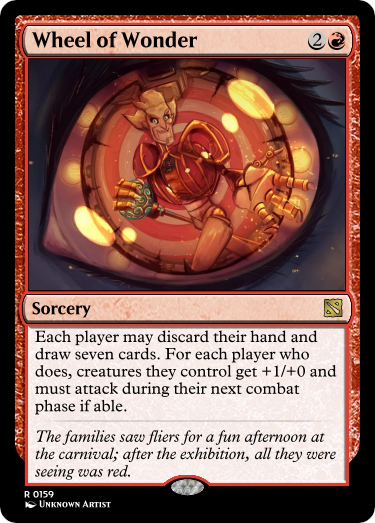 Wheel of Wonder 2
Sorcery
Each player may discard their hand and
draw seven cards. For each player who
does, creatures they control get +1/+0 and
must attack during their next combat
phase if able.
The families saw fliers for a fun afternoon at
the carnival; after the exhibition, all they were
seeing was red.
R 0159
Unknown Artist